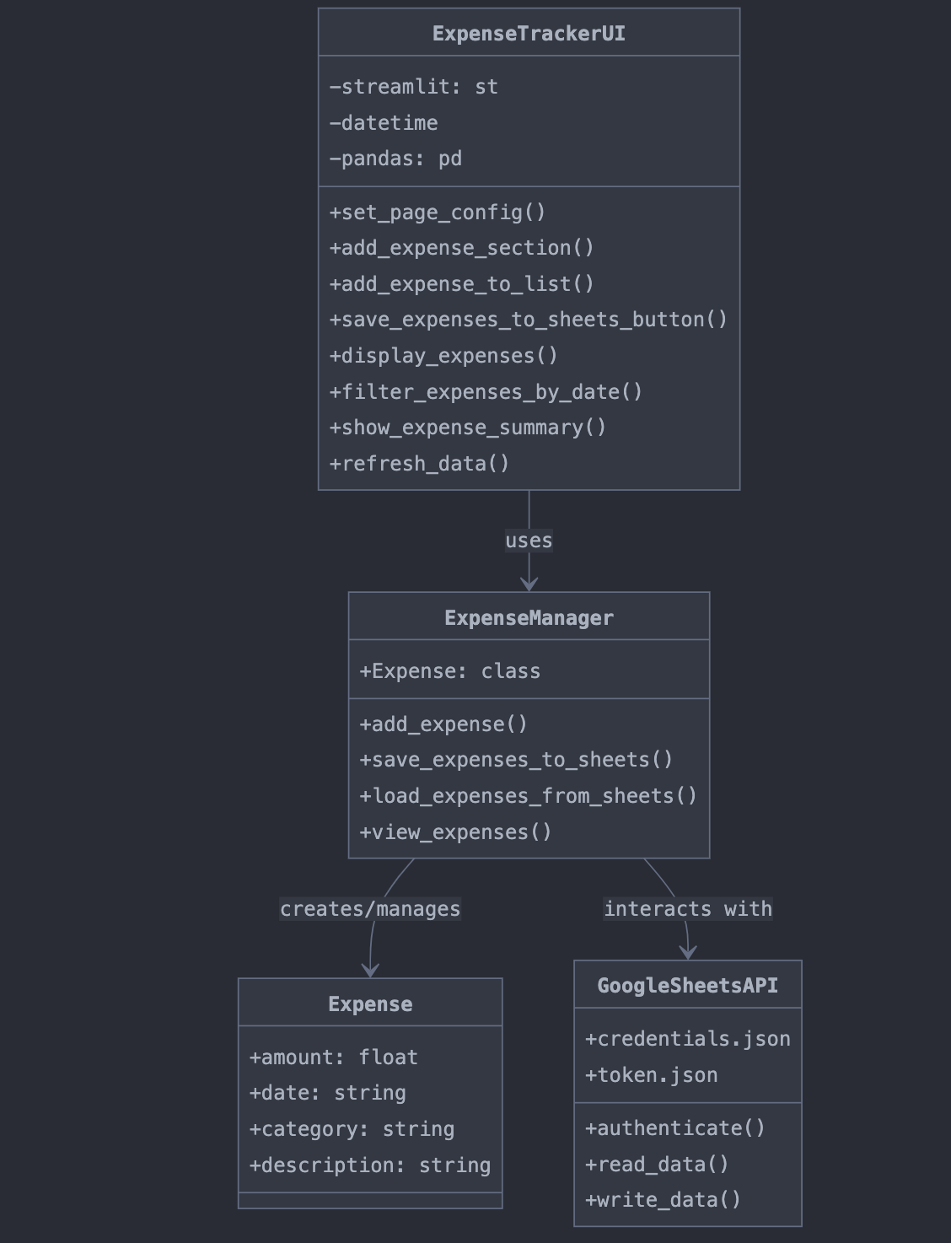 ExpenseTrackerUI
-streamlit: st
-datetime
-pandas: pd
+set_page_config()
+add_expense_section()
+add_expense_to_list()
+save_expenses_to_sheets_button()
+display_expenses()
+filter_expenses_by_date()
+show_expense_summary()
+refresh_data()
uses
ExpenseManager
+Expense: class
+add_expense()
+save_expenses_to_sheets()
+load_expenses_from_sheets()
+view_expenses()
creates/manages
interacts with
Expense
+amount: float
+date: string
+category: string
+description: string
GoogleSheetsAPI
+credentials.json
+token.json
+authenticate()
+read_data()
+write_data()